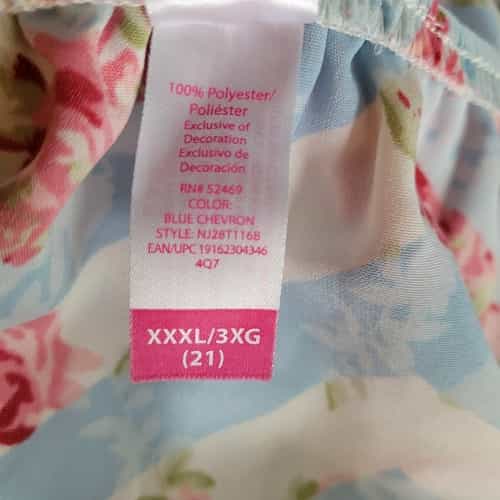 100% Polyester/
Poliéster
Exclusive of
Decoration
Exclusivo de
Decoración
RN# 52469
COLOR:
BLUE CHEVRON
STYLE: NJ28T116B
EAN/UPC 19162304346
4Q7
XXXL/3XG
(21)